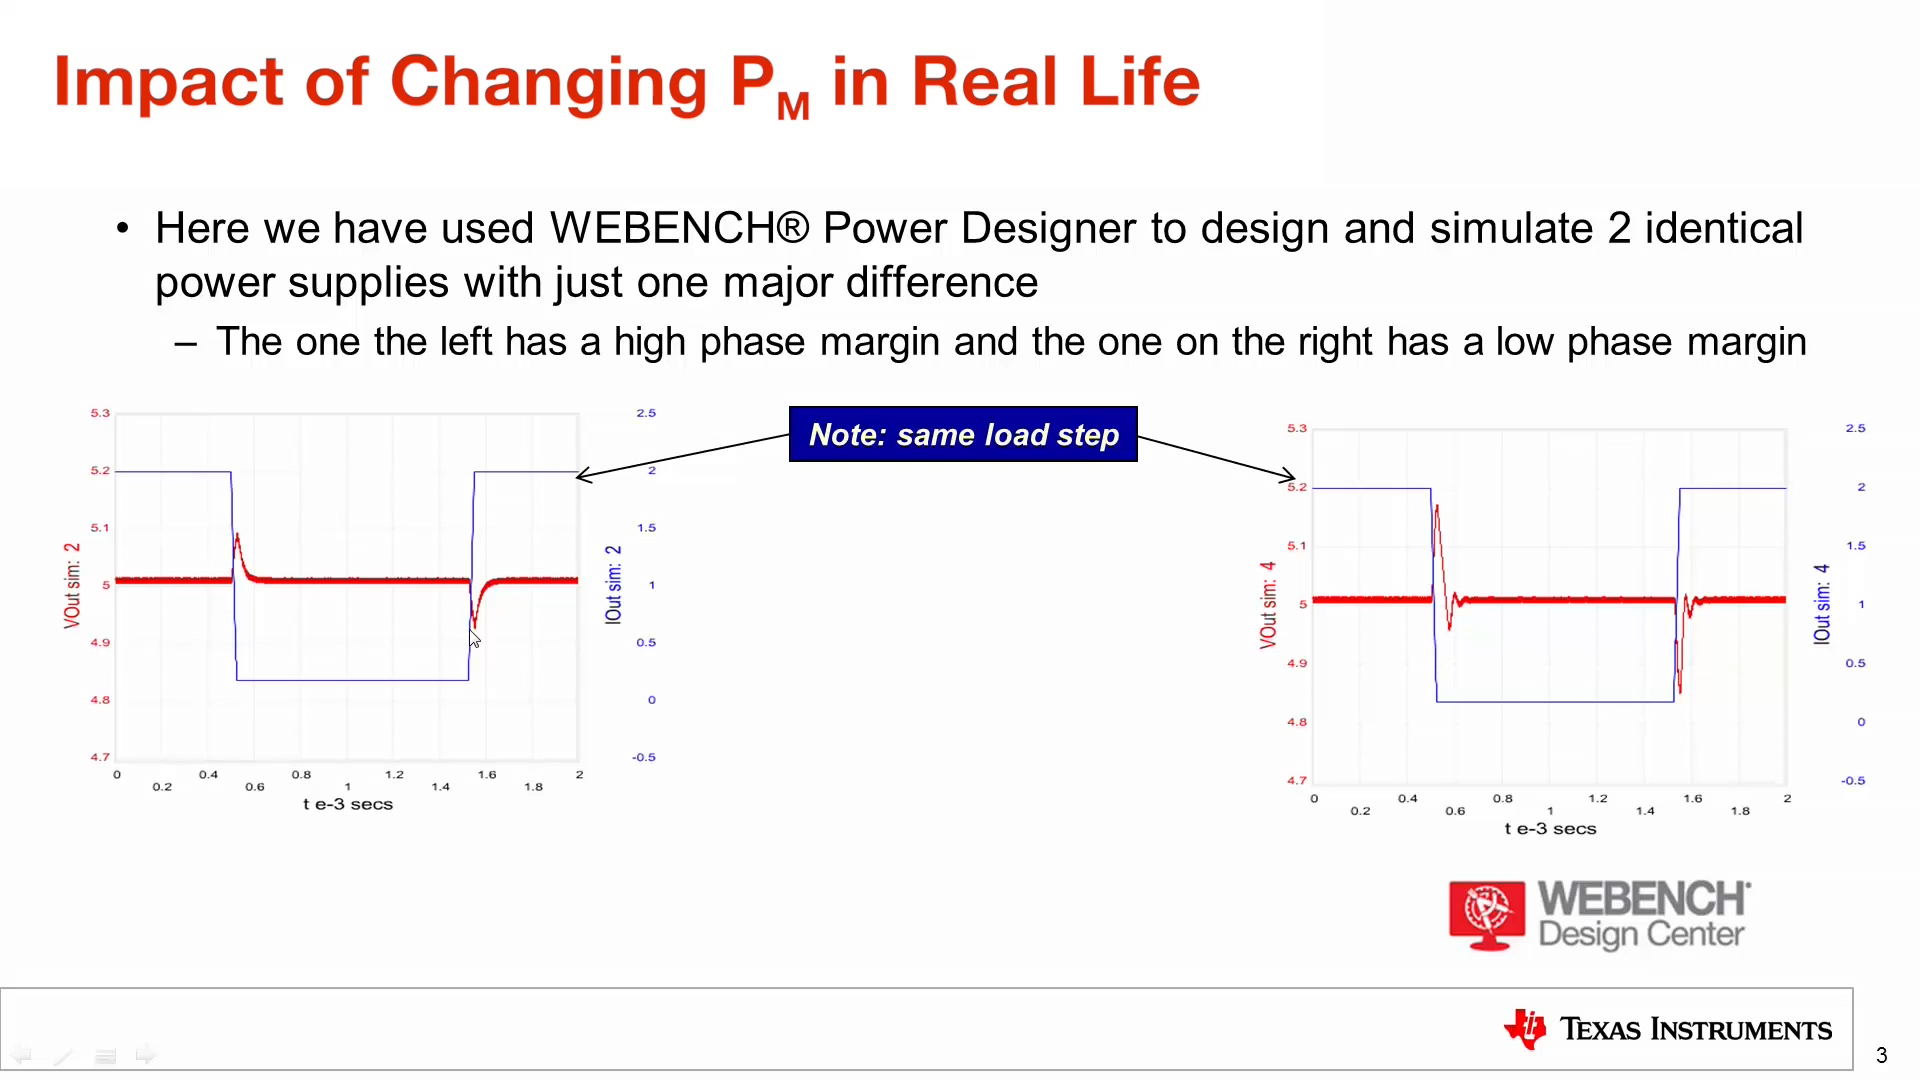 Impact of Changing PM in Real Life
• Here we have used WEBENCH® Power Designer to design and simulate 2 identical
power supplies with just one major difference
– The one the left has a high phase margin and the one on the right has a low phase margin
Note: same load step
5.3
5.2
5.1
5
4.9
4.8
4.7
VOut sim: 2
2.5
2
1.5
1
0.5
0
-0.5
IOut sim: 2
0 0.4 0.8 1.2 1.6 2
0.2 0.6 1 1.4 1.8
t e-3 secs
5.3
5.2
5.1
5
4.9
4.8
4.7
VOut sim: 4
2.5
2
1.5
1
0.5
0
-0.5
IOut sim: 4
0 0.4 0.8 1.2 1.6 2
0.2 0.6 1 1.4 1.8
t e-3 secs
WEBENCH®
Design Center
TEXAS INSTRUMENTS
3